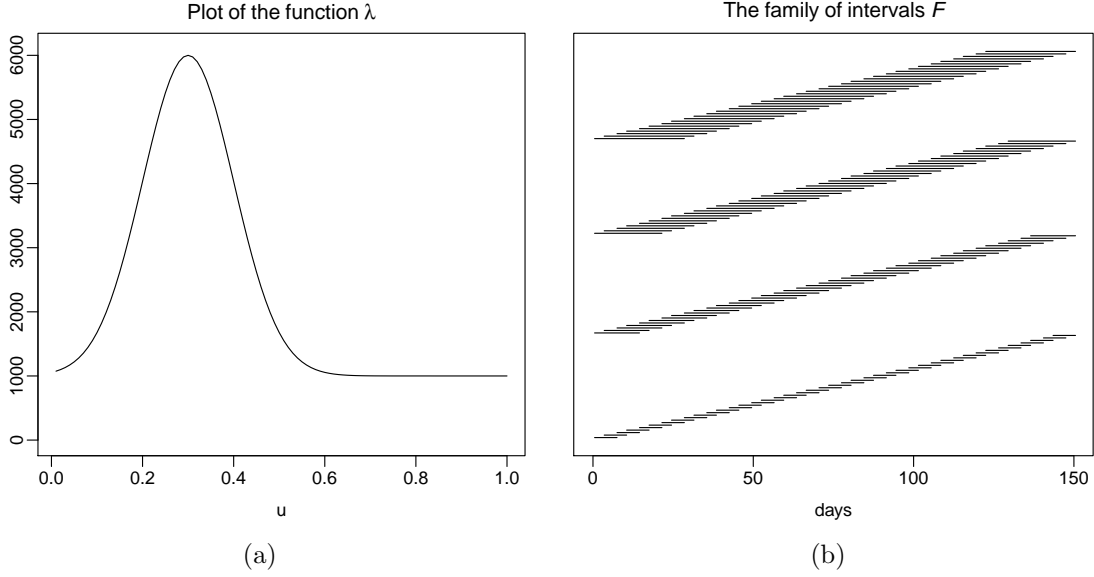 Plot of the function λ
6000
5000
4000
3000
2000
1000
0
0.0 0.2 0.4 0.6 0.8 1.0
u
(a)
The family of intervals F
0 50 100 150
days
(b)